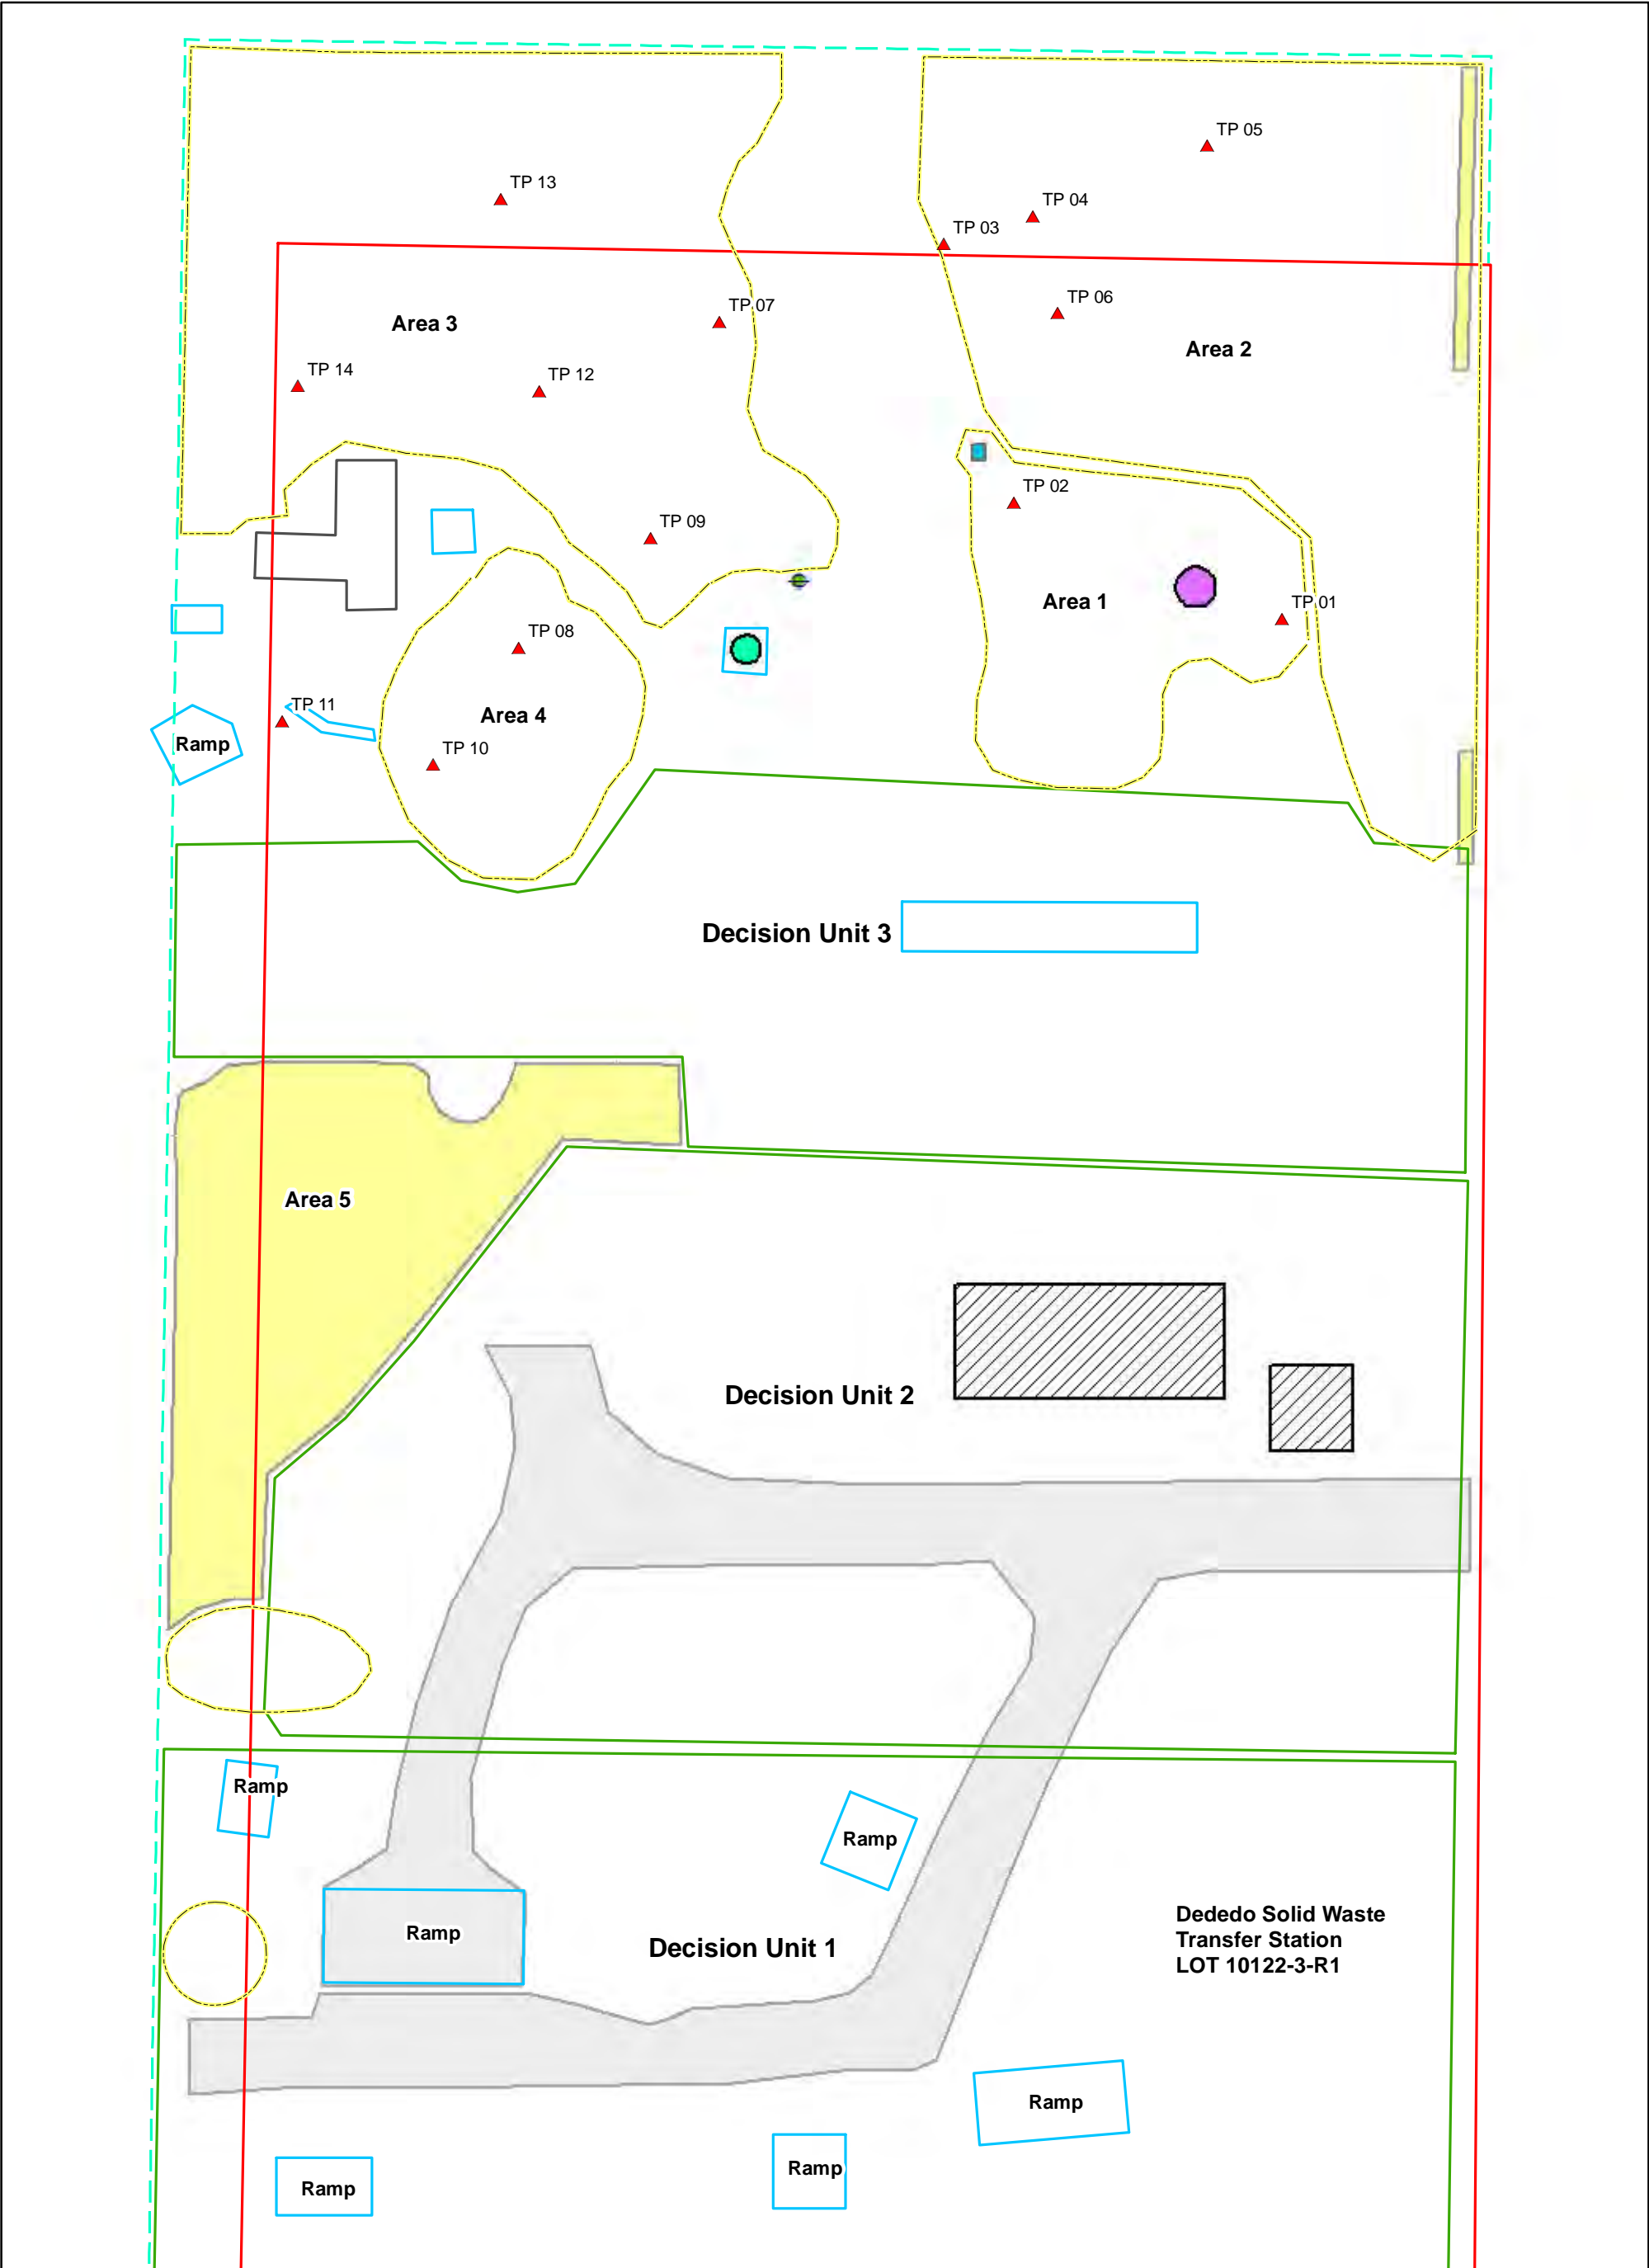 TP 05
TP 13
TP 04
TP 03
TP 06
TP 07
Area 3
Area 2
TP 14
TP 12
TP 02
TP 09
Area 1
TP 01
TP 08
TP 11
Area 4
Ramp
TP 10
Decision Unit 3
Area 5
Decision Unit 2
Ramp
Ramp
Ramp
Decision Unit 1
Dededo Solid Waste
Transfer Station
LOT 10122-3-R1
Ramp
Ramp
Ramp